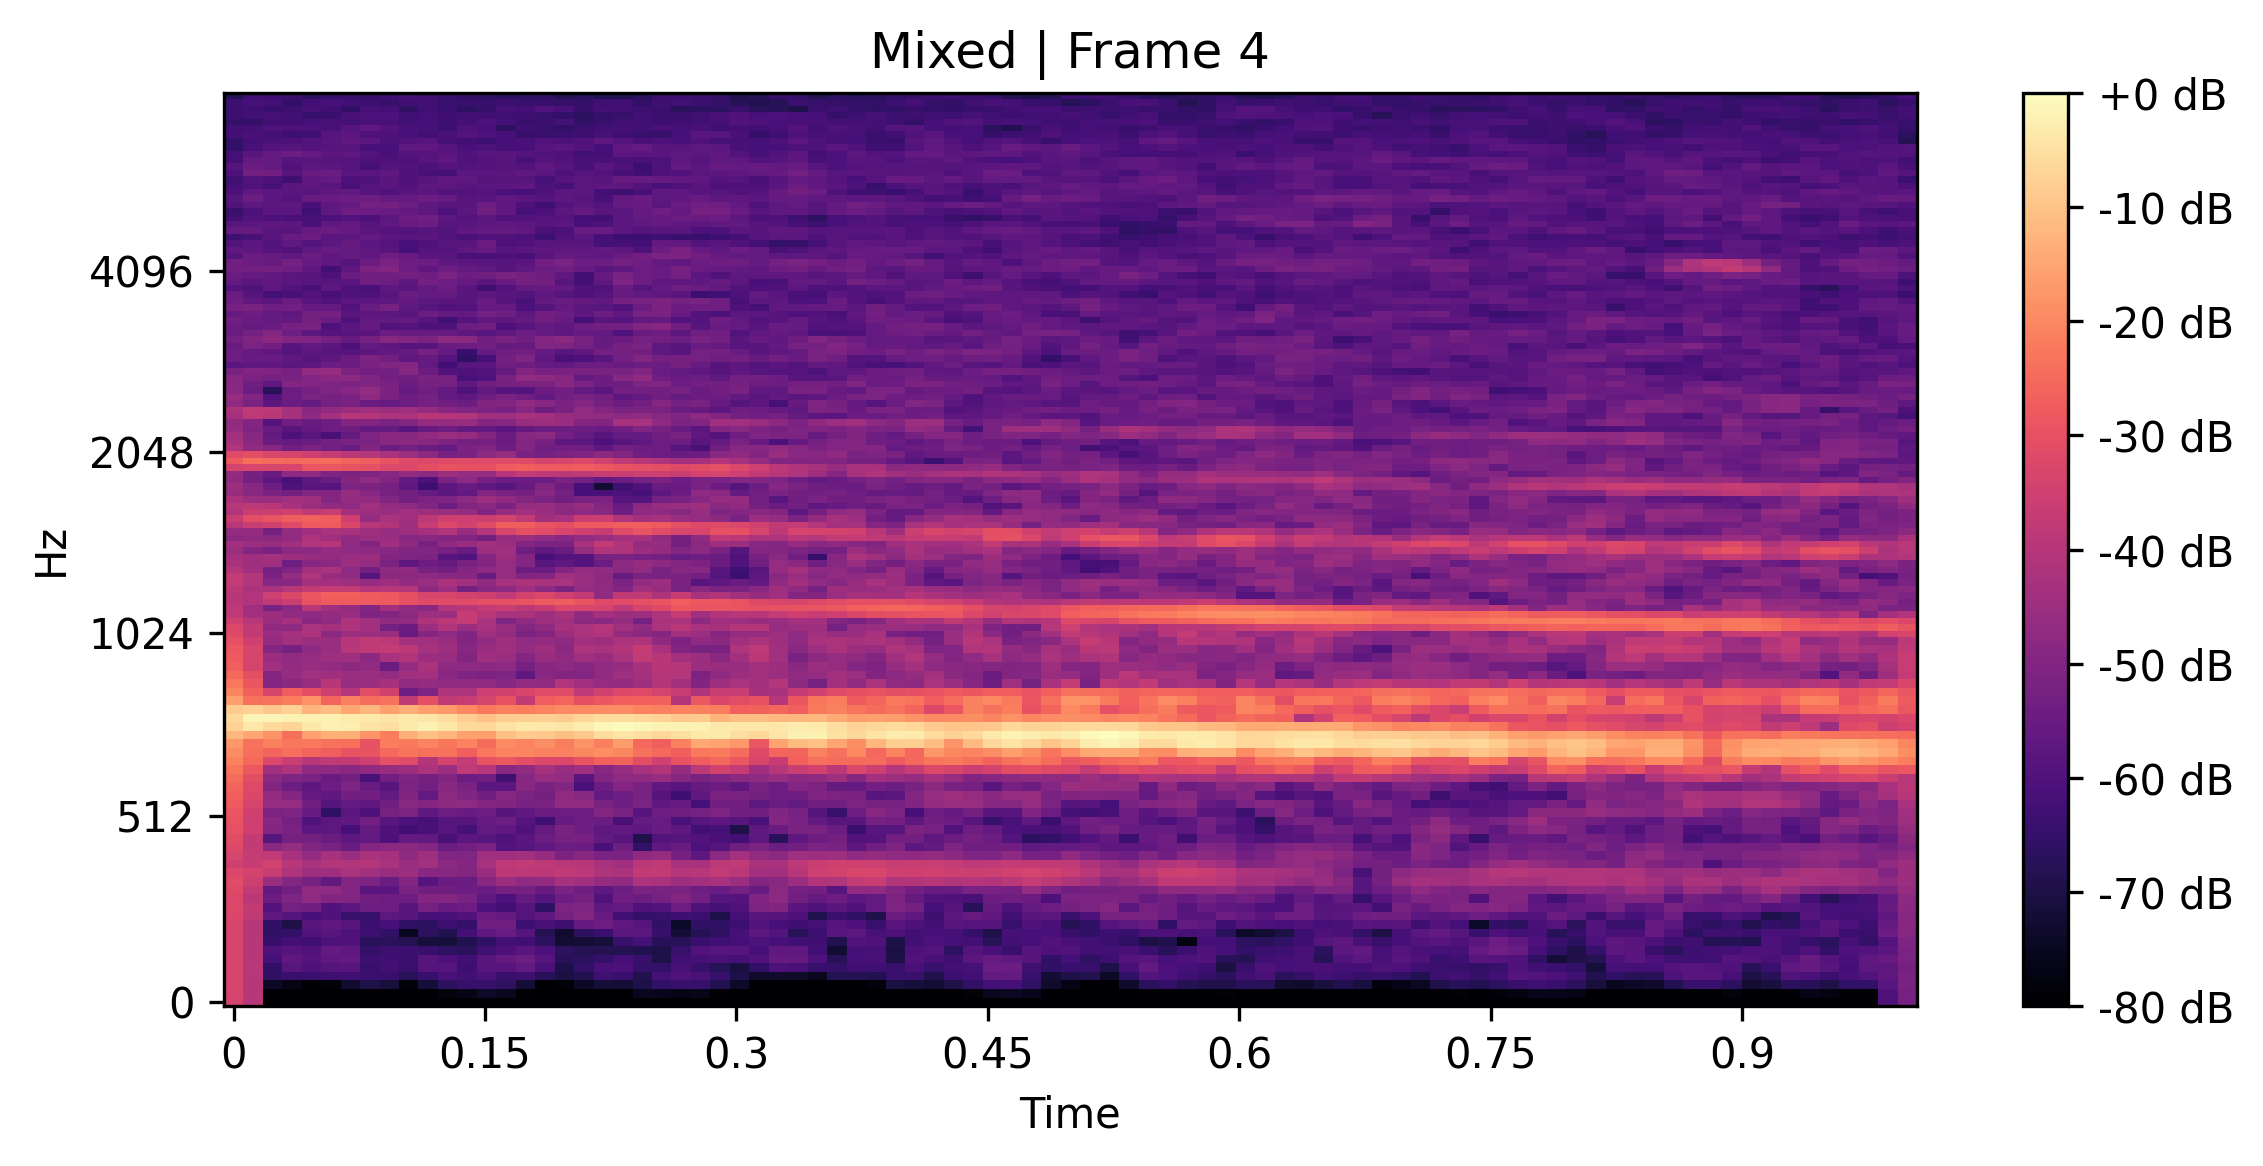 Mixed | Frame 4
+0 dB
-10 dB
-20 dB
-30 dB
-40 dB
-50 dB
-60 dB
-70 dB
-80 dB
Hz
4096
2048
1024
512
0
0 0.15 0.3 0.45 0.6 0.75 0.9
Time